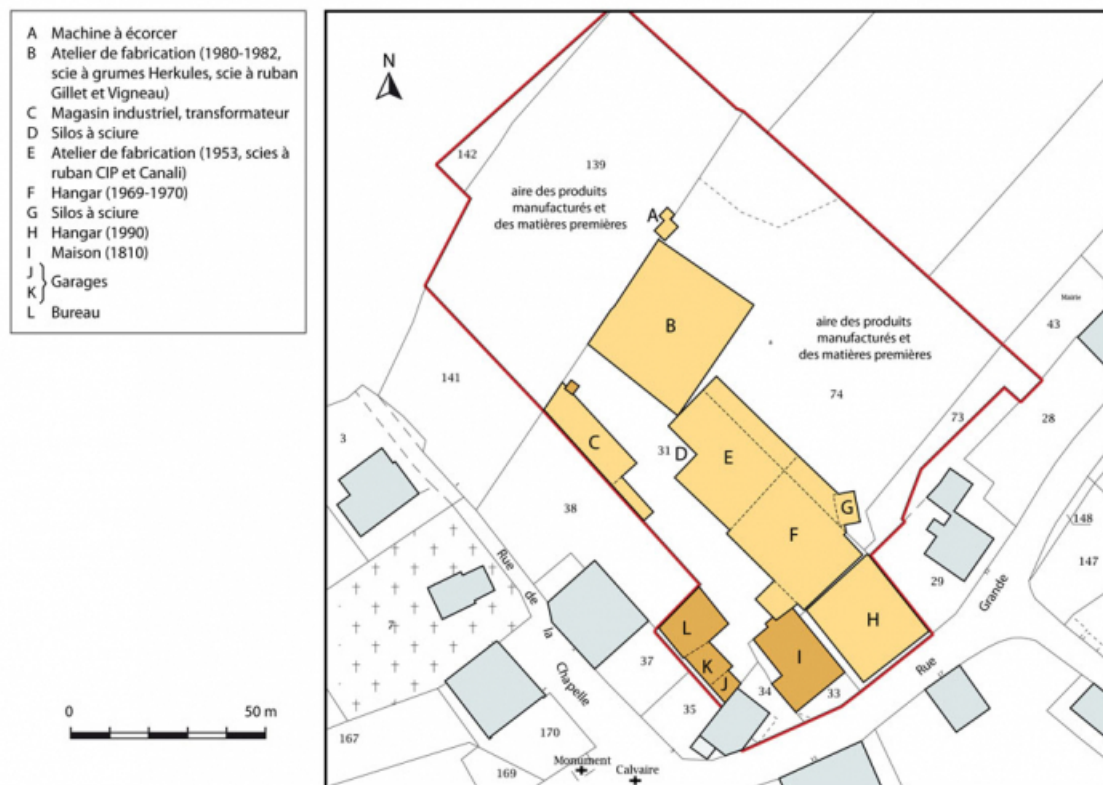 A Machine à écorcer
B Atelier de fabrication (1980-1982,
scie à grumes Herkules, scie à ruban
Gillet et Vigneau)
C Magasin industriel, transformateur
D Silos à sciure
E Atelier de fabrication (1953, scies à
ruban CIP et Canali)
F Hangar (1969-1970)
G Silos à sciure
H Hangar (1990)
I Maison (1810)
J
K
Garages
L Bureau
0
50 m
N
142
139
aire des produits
manufacturés et
des matières premières
A
B
aire des produits
manufacturés et
des matières premières
Mairie
43
141
74
73
28
3
C
31
D
E
G
F
38
148
147
29
Grande
Rue
H
7
Rue
de
la
Chapelle
L
K
J
I
37
34
33
35
167
170
169
Monument
Calvaire